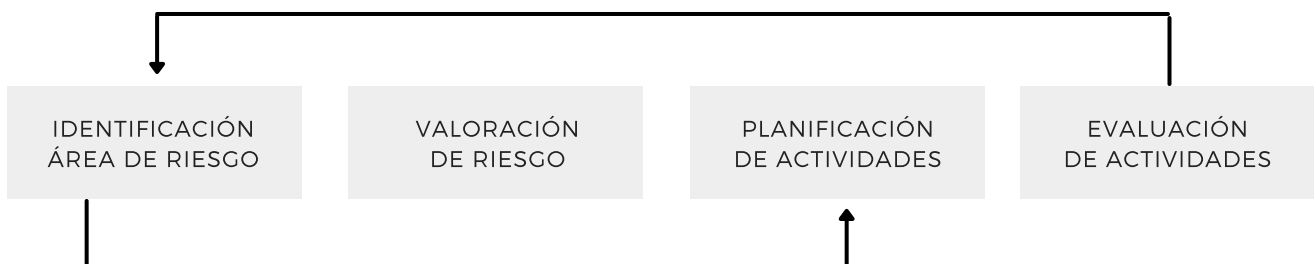 IDENTIFICACIÓN
ÁREA DE RIESGO
VALORACIÓN
DE RIESGO
PLANIFICACIÓN
DE ACTIVIDADES
EVALUACIÓN
DE ACTIVIDADES